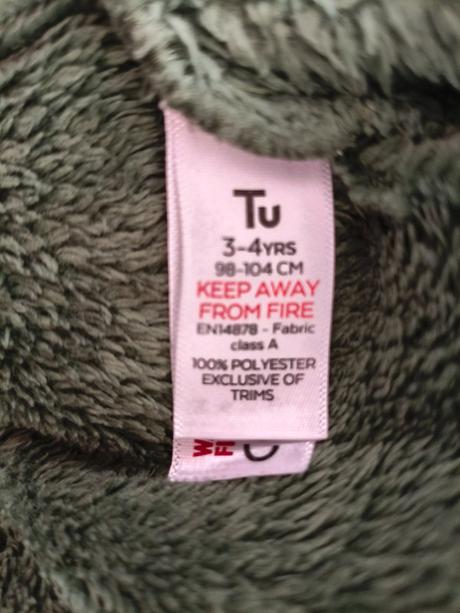 Tu
3-4YRS
98-104 CM
KEEP AWAY
FROM FIRE
EN14878 - Fabric
class A
100% POLYESTER
EXCLUSIVE OF
TRIMS